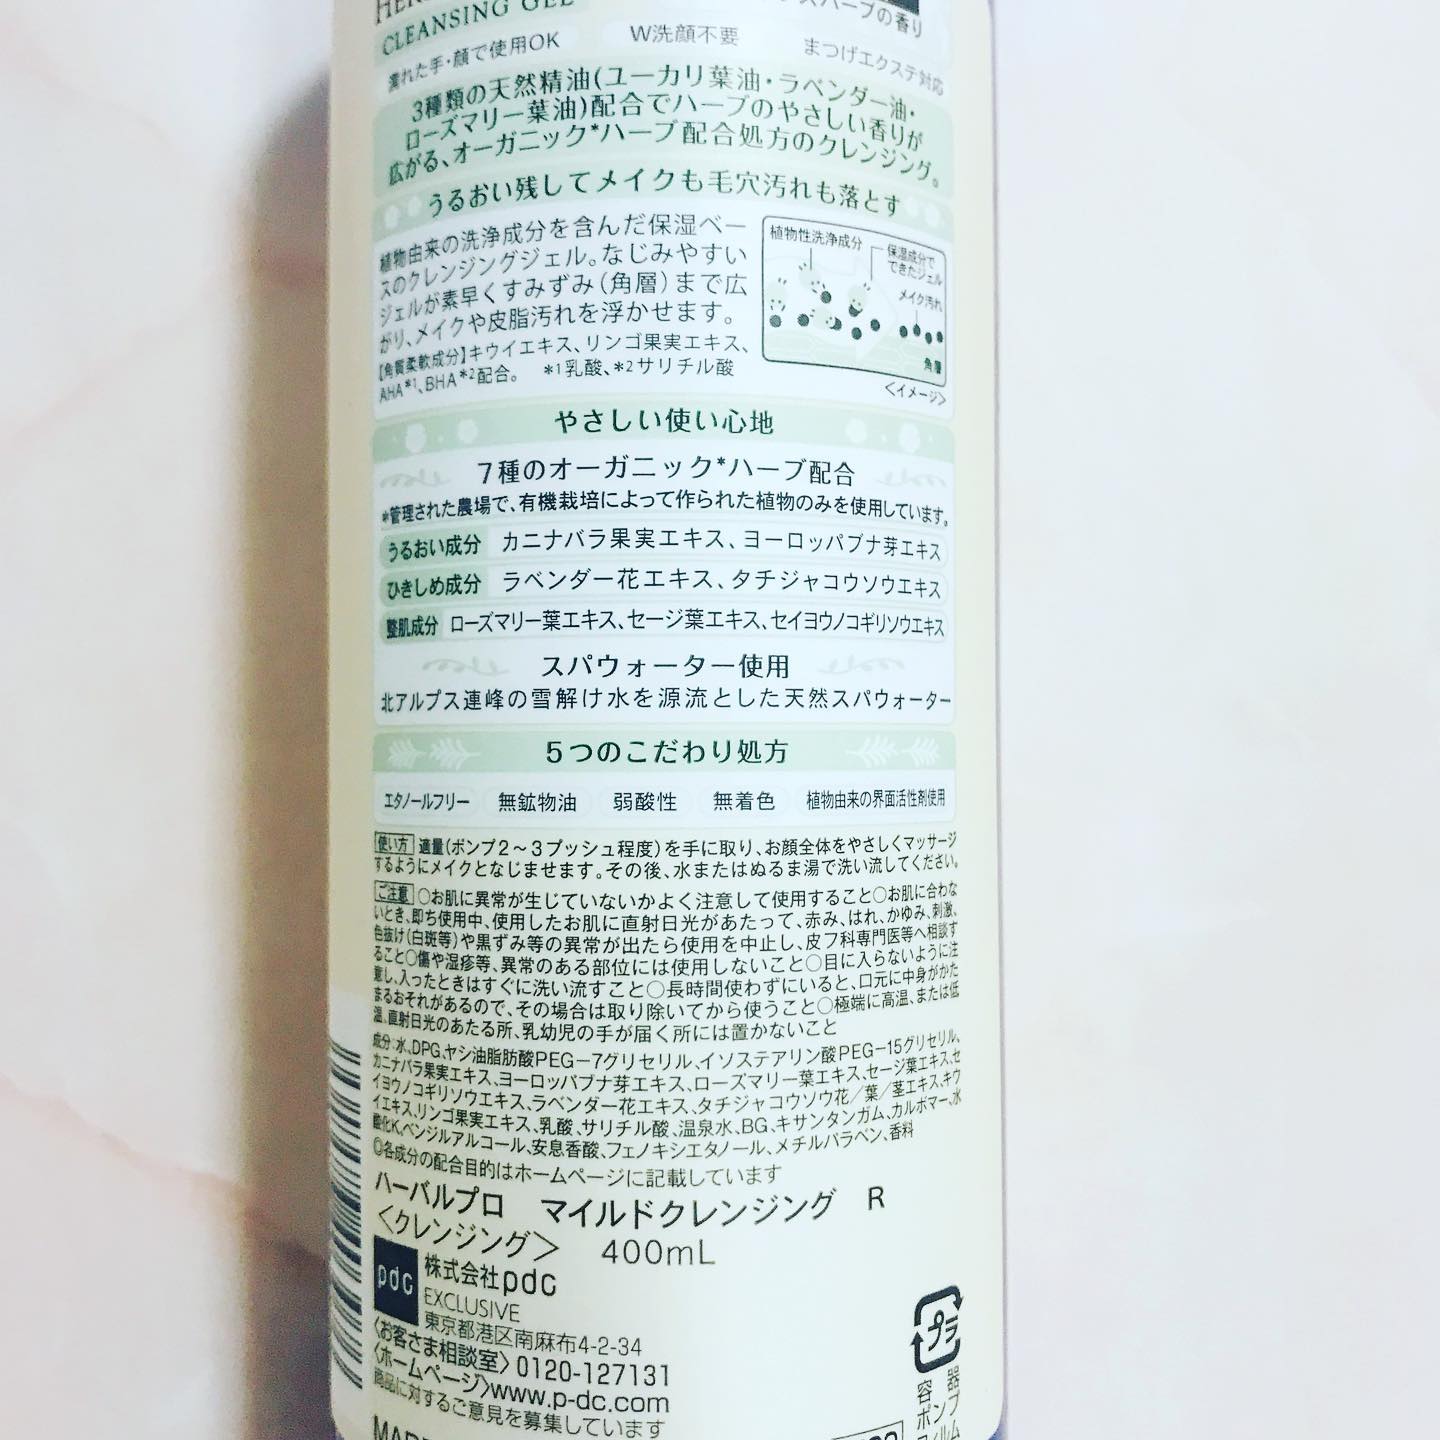 CLEANSING GEL
ハーブの香り
濡れた手・顔で使用OK
W洗顔不要
まつげエクステ対応
3種類の天然精油(ユーカリ葉油・ラベンダー油・
ローズマリー葉油)配合でハーブのやさしい香りが
広がる、オーガニック*ハーブ配合処方のクレンジング。
うるおい残してメイクも毛穴汚れも落とす
植物由来の洗浄成分を含んだ保湿ベー
スのクレンジングジェル。なじみやすい
ジェルが素早くすみずみ(角層)まで広
がり、メイクや皮脂汚れを浮かせます。
【角質柔軟成分】キウイエキス、リンゴ果実エキス、
AHA*1、BHA*2配合。 *1乳酸、*2サリチル酸
植物性洗浄成分
保湿成分で
できたジェル
メイク汚れ
角層
<イメージ>
やさしい使い心地
7種のオーガニック*ハーブ配合
*管理された農場で、有機栽培によって作られた植物のみを使用しています。
うるおい成分 カニナバラ果実エキス、ヨーロッパブナ芽エキス
ひきしめ成分 ラベンダー花エキス、タチジャコウソウエキス
整肌成分 ローズマリー葉エキス、セージ葉エキス、セイヨウノコギリソウエキス
スパウォーター使用
北アルプス連峰の雪解け水を源流とした天然スパウォーター
5つのこだわり処方
エタノールフリー 無鉱物油 弱酸性 無着色 植物由来の界面活性剤使用
使い方 適量(ポンプ2〜3プッシュ程度)を手に取り、お顔全体をやさしくマッサージ
するようにメイクとなじませます。その後、水またはぬるま湯で洗い流してください。
ご注意 ○お肌に異常が生じていないかよく注意して使用すること○お肌に合わな
いとき、即ち使用中、使用したお肌に直射日光があたって、赤み、はれ、かゆみ、刺激、
色抜け(白斑等)や黒ずみ等の異常が出たら使用を中止し、皮フ科専門医等へ相談す
ること○傷や湿疹等、異常のある部位には使用しないこと○目に入らないように注
意し、入ったときはすぐに洗い流すこと○長時間使わずにいると、口元に中身がかた
まるおそれがあるので、その場合は取り除いてから使うこと○極端に高温、または低
温、直射日光のあたる所、乳幼児の手が届く所には置かないこと
成分:水、DPG、ヤシ油脂肪酸PEG−7グリセリル、イソステアリン酸PEG−15グリセリル、
カニナバラ果実エキス、ヨーロッパブナ芽エキス、ローズマリー葉エキス、セージ葉エキス、セ
イヨウノコギリソウエキス、ラベンダー花エキス、タチジャコウソウ花/葉/茎エキス、キウ
イエキス、リンゴ果実エキス、乳酸、サリチル酸、温泉水、BG、キサンタンガム、カルボマー、水
酸化K、ベンジルアルコール、安息香酸、フェノキシエタノール、メチルパラベン、香料
◎各成分の配合目的はホームページに記載しています
ハーバルプロ マイルドクレンジング R
<クレンジング> 400mL
pdc
株式会社pdc
EXCLUSIVE
東京都港区南麻布4-2-34
<お客さま相談室>0120-127131
<ホームページ>www.p-dc.com
商品に対するご意見を募集しています
プラ
容器
ポンプ
フィルム